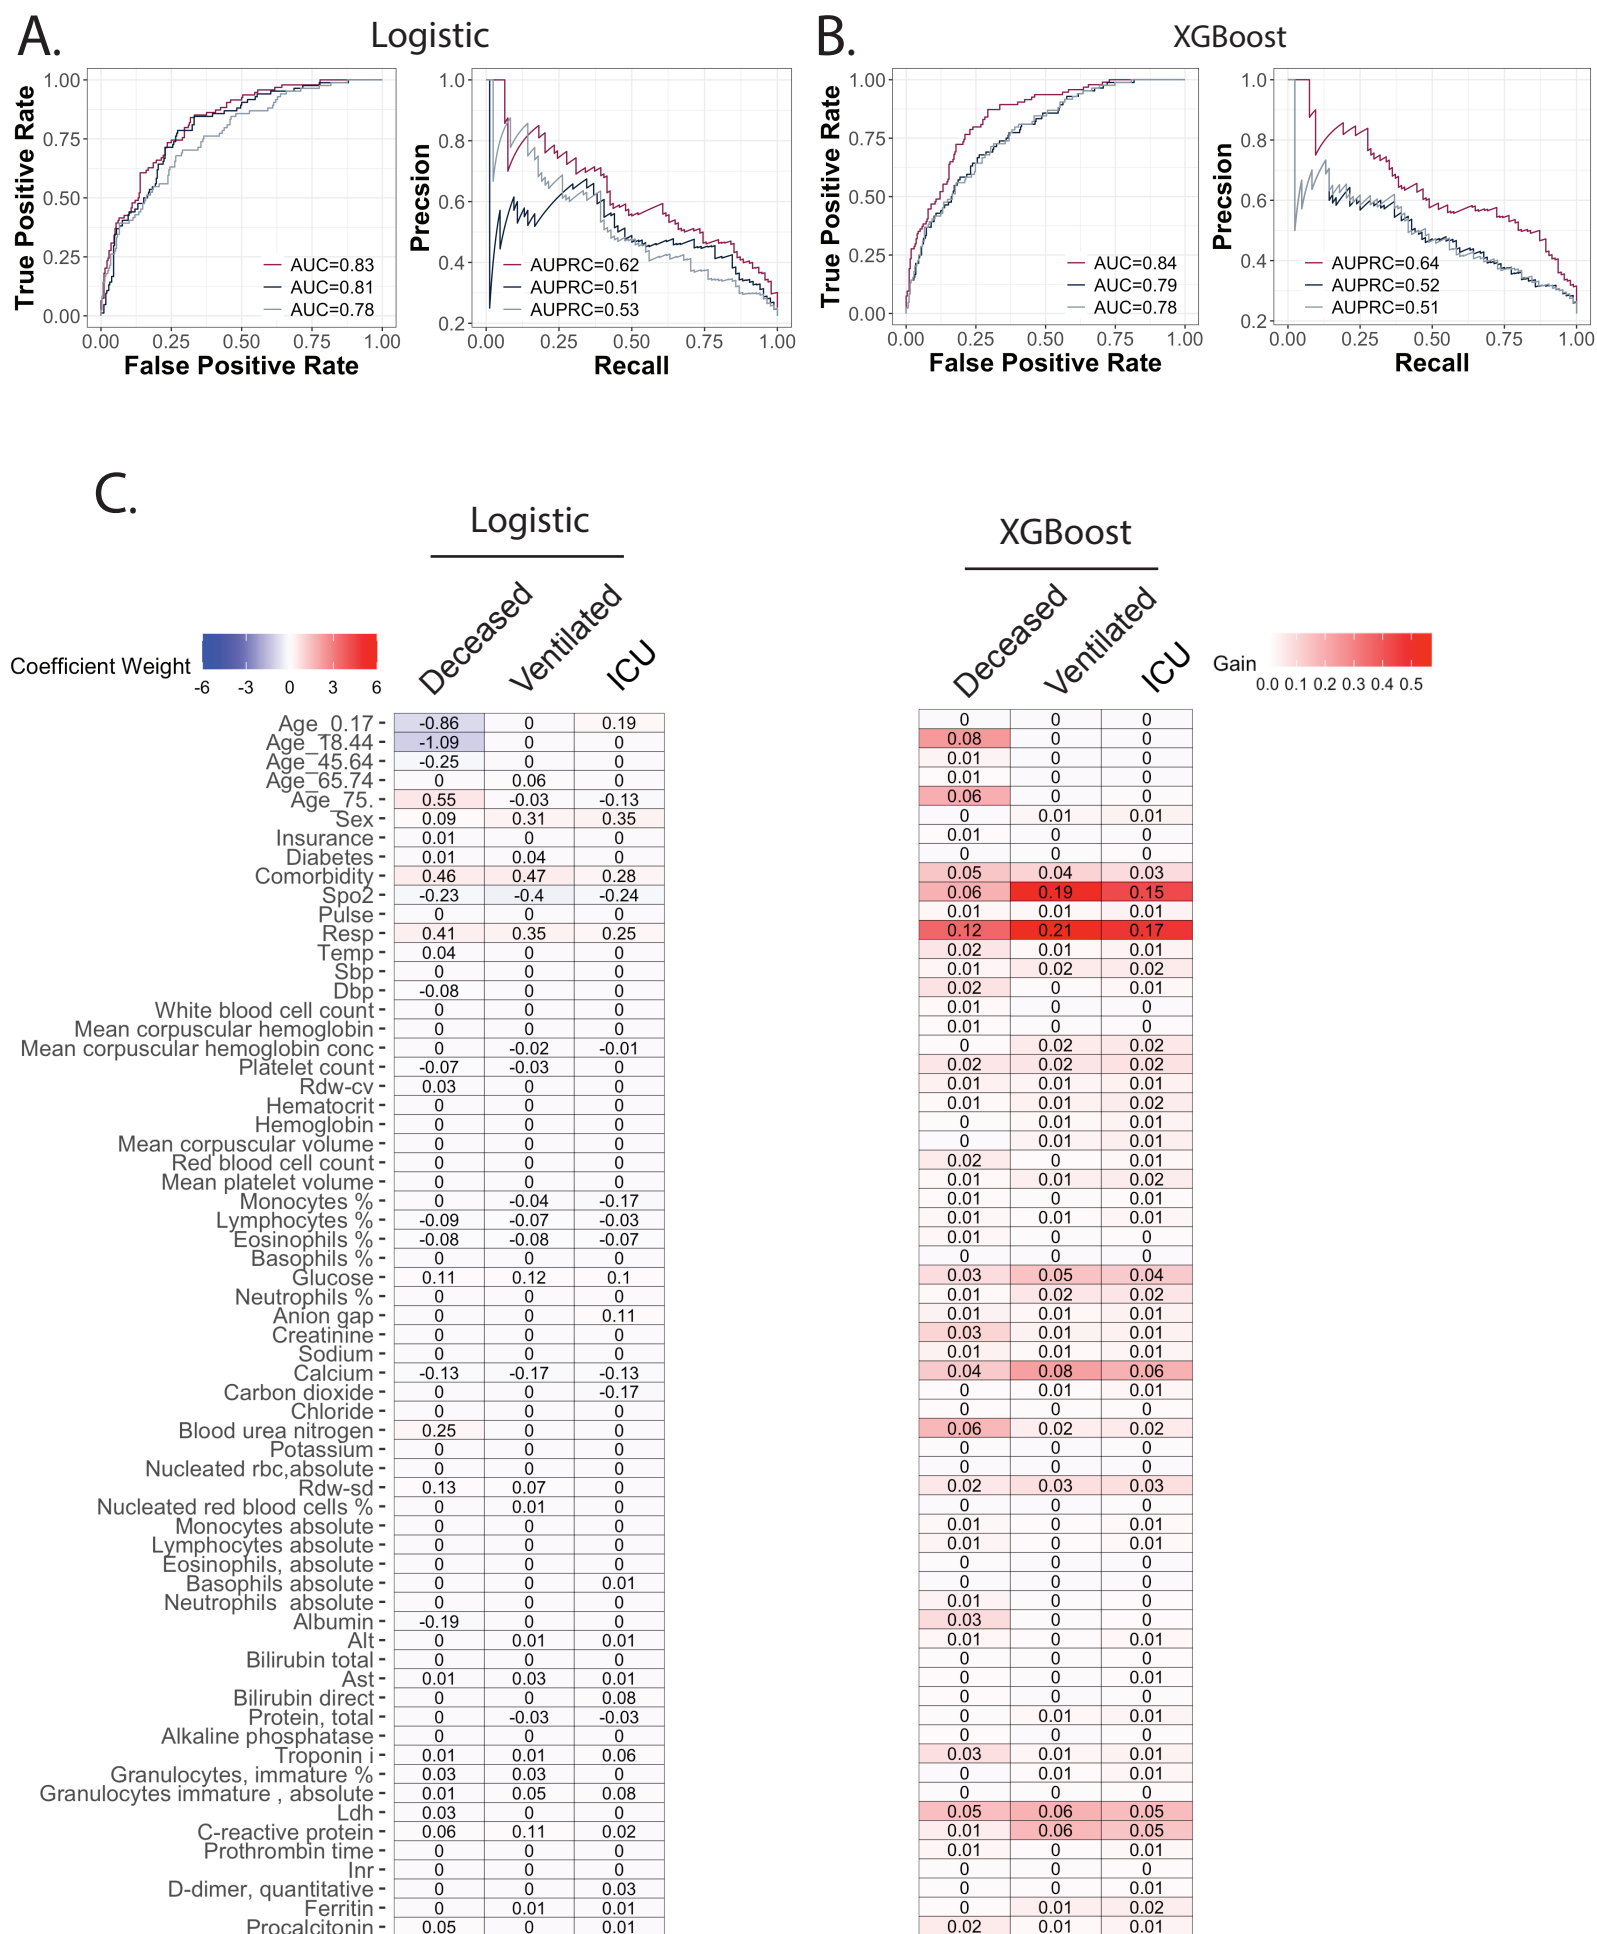 A.
Logistic
B.
XGBoost
True Positive Rate
1.00
0.75
0.50
0.25
0.00
AUC=0.83
AUC=0.81
AUC=0.78
0.00 0.25 0.50 0.75 1.00
False Positive Rate
Precsion
1.0
0.8
0.6
0.4
0.2
AUPRC=0.62
AUPRC=0.51
AUPRC=0.53
0.00 0.25 0.50 0.75 1.00
Recall
True Positive Rate
1.00
0.75
0.50
0.25
0.00
AUC=0.84
AUC=0.79
AUC=0.78
0.00 0.25 0.50 0.75 1.00
False Positive Rate
Precsion
1.0
0.8
0.6
0.4
0.2
AUPRC=0.64
AUPRC=0.52
AUPRC=0.51
0.00 0.25 0.50 0.75 1.00
Recall
C.
Logistic
XGBoost
Deceased Ventilated ICU
Deceased Ventilated ICU
Coefficient Weight
-6 -3 0 3 6
Gain
0.0 0.1 0.2 0.3 0.4 0.5
Age_0.17 -0.86 0 0.19 0 0 0
Age_18.44 -1.09 0 0 0.08 0 0
Age_45.64 -0.25 0 0 0.01 0 0
Age_65.74 0 0.06 0 0.01 0 0
Age_75. 0.55 -0.03 -0.13 0.06 0 0
Sex 0.09 0.31 0.35 0 0.01 0.01
Insurance 0.01 0 0 0.01 0 0
Diabetes 0.01 0.04 0 0 0 0
Comorbidity 0.46 0.47 0.28 0.05 0.04 0.03
Spo2 -0.23 -0.4 -0.24 0.06 0.19 0.15
Pulse 0 0 0 0.01 0.01 0.01
Resp 0.41 0.35 0.25 0.12 0.21 0.17
Temp 0.04 0 0 0.02 0.01 0.01
Sbp 0 0 0 0.01 0.02 0.02
Dbp -0.08 0 0 0.02 0 0.01
White blood cell count 0 0 0 0.01 0 0
Mean corpuscular hemoglobin 0 0 0 0.01 0 0
Mean corpuscular hemoglobin conc 0 -0.02 -0.01 0 0.02 0.02
Platelet count -0.07 -0.03 0 0.02 0.02 0.02
Rdw-cv 0.03 0 0 0.01 0.01 0.01
Hematocrit 0 0 0 0.01 0.01 0.02
Hemoglobin 0 0 0 0 0.01 0.01
Mean corpuscular volume 0 0 0 0 0.01 0.01
Red blood cell count 0 0 0 0.02 0 0.01
Mean platelet volume 0 0 0 0.01 0.01 0.02
Monocytes % 0 -0.04 -0.17 0.01 0 0.01
Lymphocytes % -0.09 -0.07 -0.03 0.01 0.01 0.01
Eosinophils % -0.08 -0.08 -0.07 0.01 0 0
Basophils % 0 0 0 0 0 0
Glucose 0.11 0.12 0.1 0.03 0.05 0.04
Neutrophils % 0 0 0 0.01 0.02 0.02
Anion gap 0 0 0.11 0.01 0.01 0.01
Creatinine 0 0 0 0.03 0.01 0.01
Sodium 0 0 0 0.01 0.01 0.01
Calcium -0.13 -0.17 -0.13 0.04 0.08 0.06
Carbon dioxide 0 0 -0.17 0 0.01 0.01
Chloride 0 0 0 0 0 0
Blood urea nitrogen 0.25 0 0 0.06 0.02 0.02
Potassium 0 0 0 0 0 0
Nucleated rbc,absolute 0 0 0 0 0 0
Rdw-sd 0.13 0.07 0 0.02 0.03 0.03
Nucleated red blood cells % 0 0.01 0 0 0 0
Monocytes absolute 0 0 0 0.01 0 0.01
Lymphocytes absolute 0 0 0 0.01 0 0.01
Eosinophils, absolute 0 0 0 0 0 0
Basophils absolute 0 0 0.01 0 0 0
Neutrophils absolute 0 0 0 0.01 0 0
Albumin -0.19 0 0 0.03 0 0
Alt 0 0.01 0.01 0.01 0 0.01
Bilirubin total 0 0 0 0 0 0
Ast 0.01 0.03 0.01 0 0 0.01
Bilirubin direct 0 0 0.08 0 0 0
Protein, total 0 -0.03 -0.03 0 0.01 0.01
Alkaline phosphatase 0 0 0 0 0 0
Troponin i 0.01 0.01 0.06 0.03 0.01 0.01
Granulocytes, immature % 0.03 0.03 0 0 0.01 0.01
Granulocytes immature , absolute 0.01 0.05 0.08 0 0 0
Ldh 0.03 0 0 0.05 0.06 0.05
C-reactive protein 0.06 0.11 0.02 0.01 0.06 0.05
Prothrombin time 0 0 0 0.01 0 0.01
Inr 0 0 0 0 0 0
D-dimer, quantitative 0 0 0.03 0 0 0.01
Ferritin 0 0.01 0.01 0 0.01 0.02
Procalcitonin 0.05 0 0.01 0.02 0.01 0.01